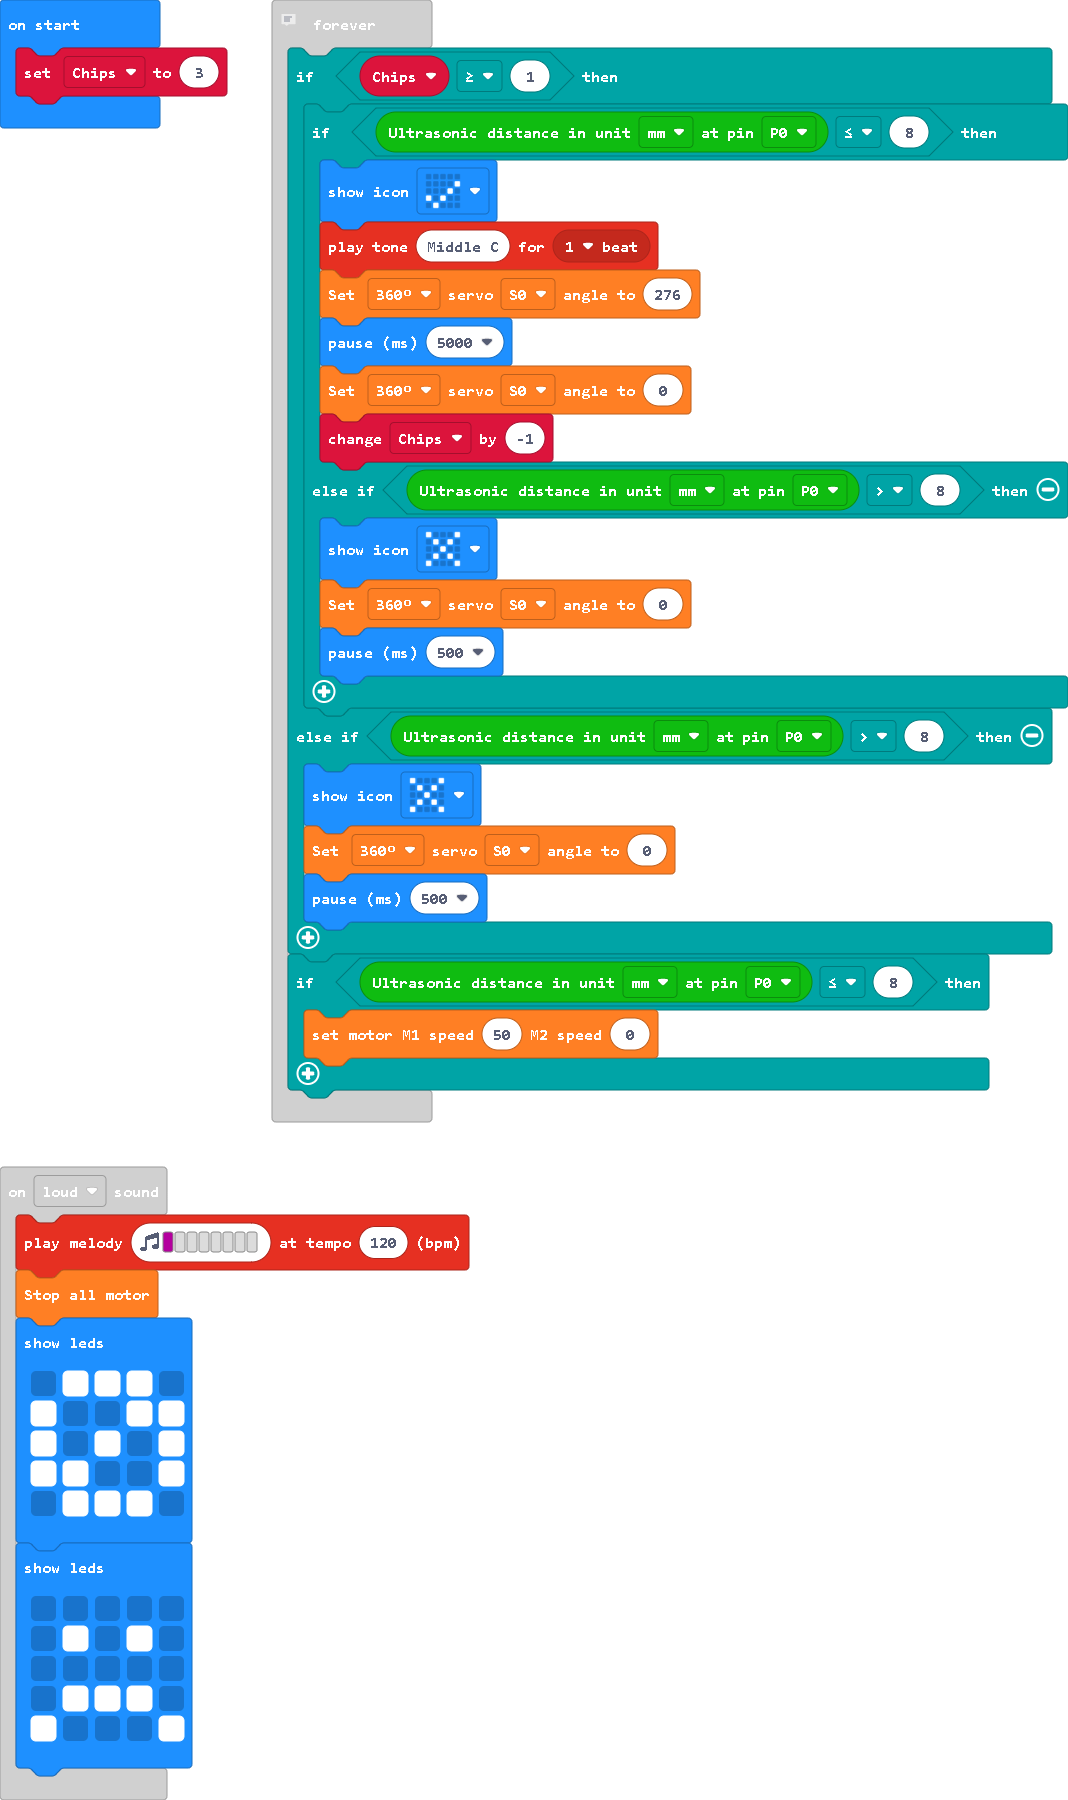 on start
set Chips to 3
forever
if Chips ≥ 1 then
if Ultrasonic distance in unit mm at pin P0 ≤ 8 then
show icon
play tone Middle C for 1 beat
Set 360º servo S0 angle to 276
pause (ms) 5000
Set 360º servo S0 angle to 0
change Chips by -1
else if Ultrasonic distance in unit mm at pin P0 > 8 then
show icon
Set 360º servo S0 angle to 0
pause (ms) 500
else if Ultrasonic distance in unit mm at pin P0 > 8 then
show icon
Set 360º servo S0 angle to 0
pause (ms) 500
if Ultrasonic distance in unit mm at pin P0 ≤ 8 then
set motor M1 speed 50 M2 speed 0
on loud sound
play melody at tempo 120 (bpm)
Stop all motor
show leds
show leds